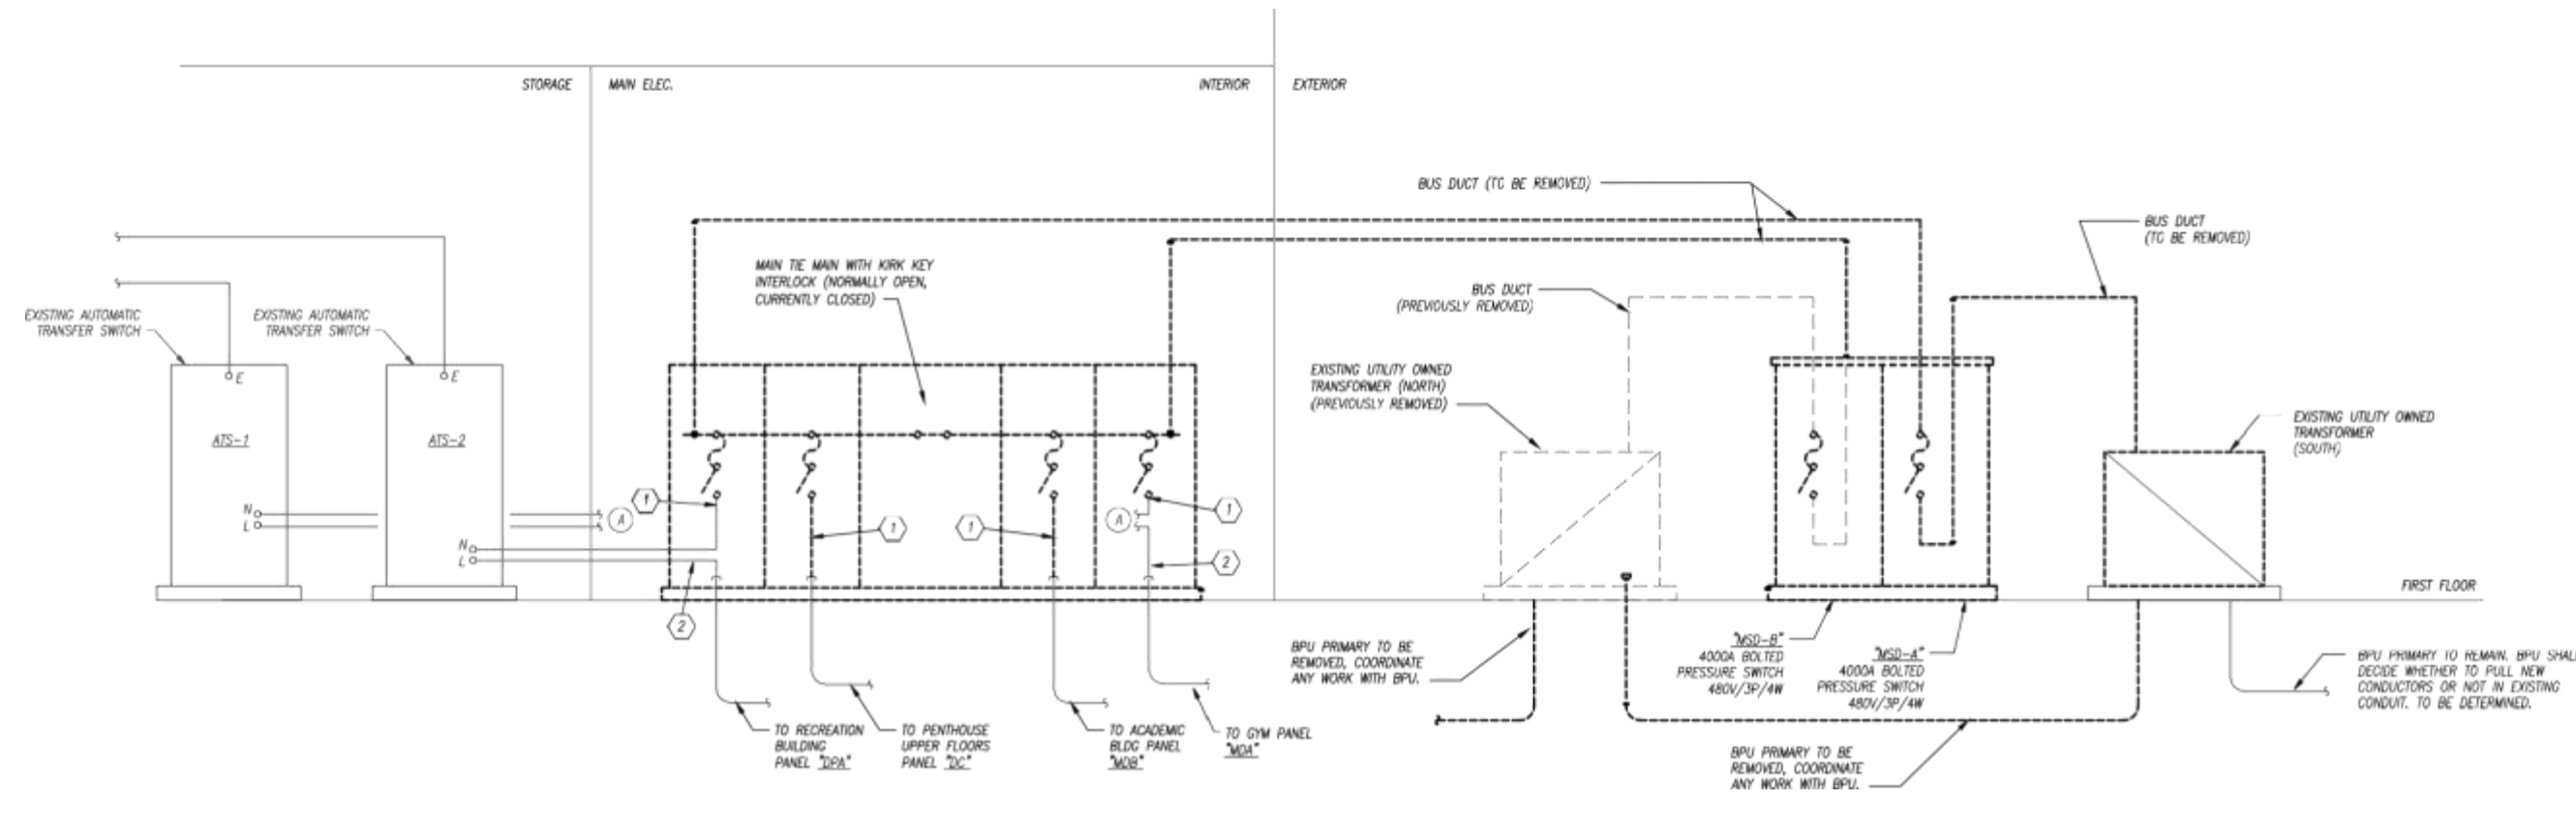 STORAGE
MAIN ELEC.
INTERIOR
EXTERIOR
BUS DUCT (TO BE REMOVED)
BUS DUCT
(TO BE REMOVED)
MAIN TIE MAIN WITH KIRK KEY
INTERLOCK (NORMALLY OPEN,
CURRENTLY CLOSED)
BUS DUCT
(PREVIOUSLY REMOVED)
EXISTING AUTOMATIC
TRANSFER SWITCH
EXISTING AUTOMATIC
TRANSFER SWITCH
EXISTING UTILITY OWNED
TRANSFORMER (NORTH)
(PREVIOUSLY REMOVED)
EXISTING UTILITY OWNED
TRANSFORMER
(SOUTH)
E
E
ATS-1
ATS-2
N
L
N
L
A
1
1
1
A
1
2
2
FIRST FLOOR
BPU PRIMARY TO BE
REMOVED, COORDINATE
ANY WORK WITH BPU.
"MSD-B"
4000A BOLTED
PRESSURE SWITCH
480V/3P/4W
"MSD-A"
4000A BOLTED
PRESSURE SWITCH
480V/3P/4W
BPU PRIMARY TO REMAIN. BPU SHAL
DECIDE WHETHER TO PULL NEW
CONDUCTORS OR NOT IN EXISTING
CONDUIT. TO BE DETERMINED.
TO RECREATION
BUILDING
PANEL "DPA"
TO PENTHOUSE
UPPER FLOORS
PANEL "DC"
TO ACADEMIC
BLDG PANEL
"MDB"
TO GYM PANEL
"MDA"
BPU PRIMARY TO BE
REMOVED, COORDINATE
ANY WORK WITH BPU.